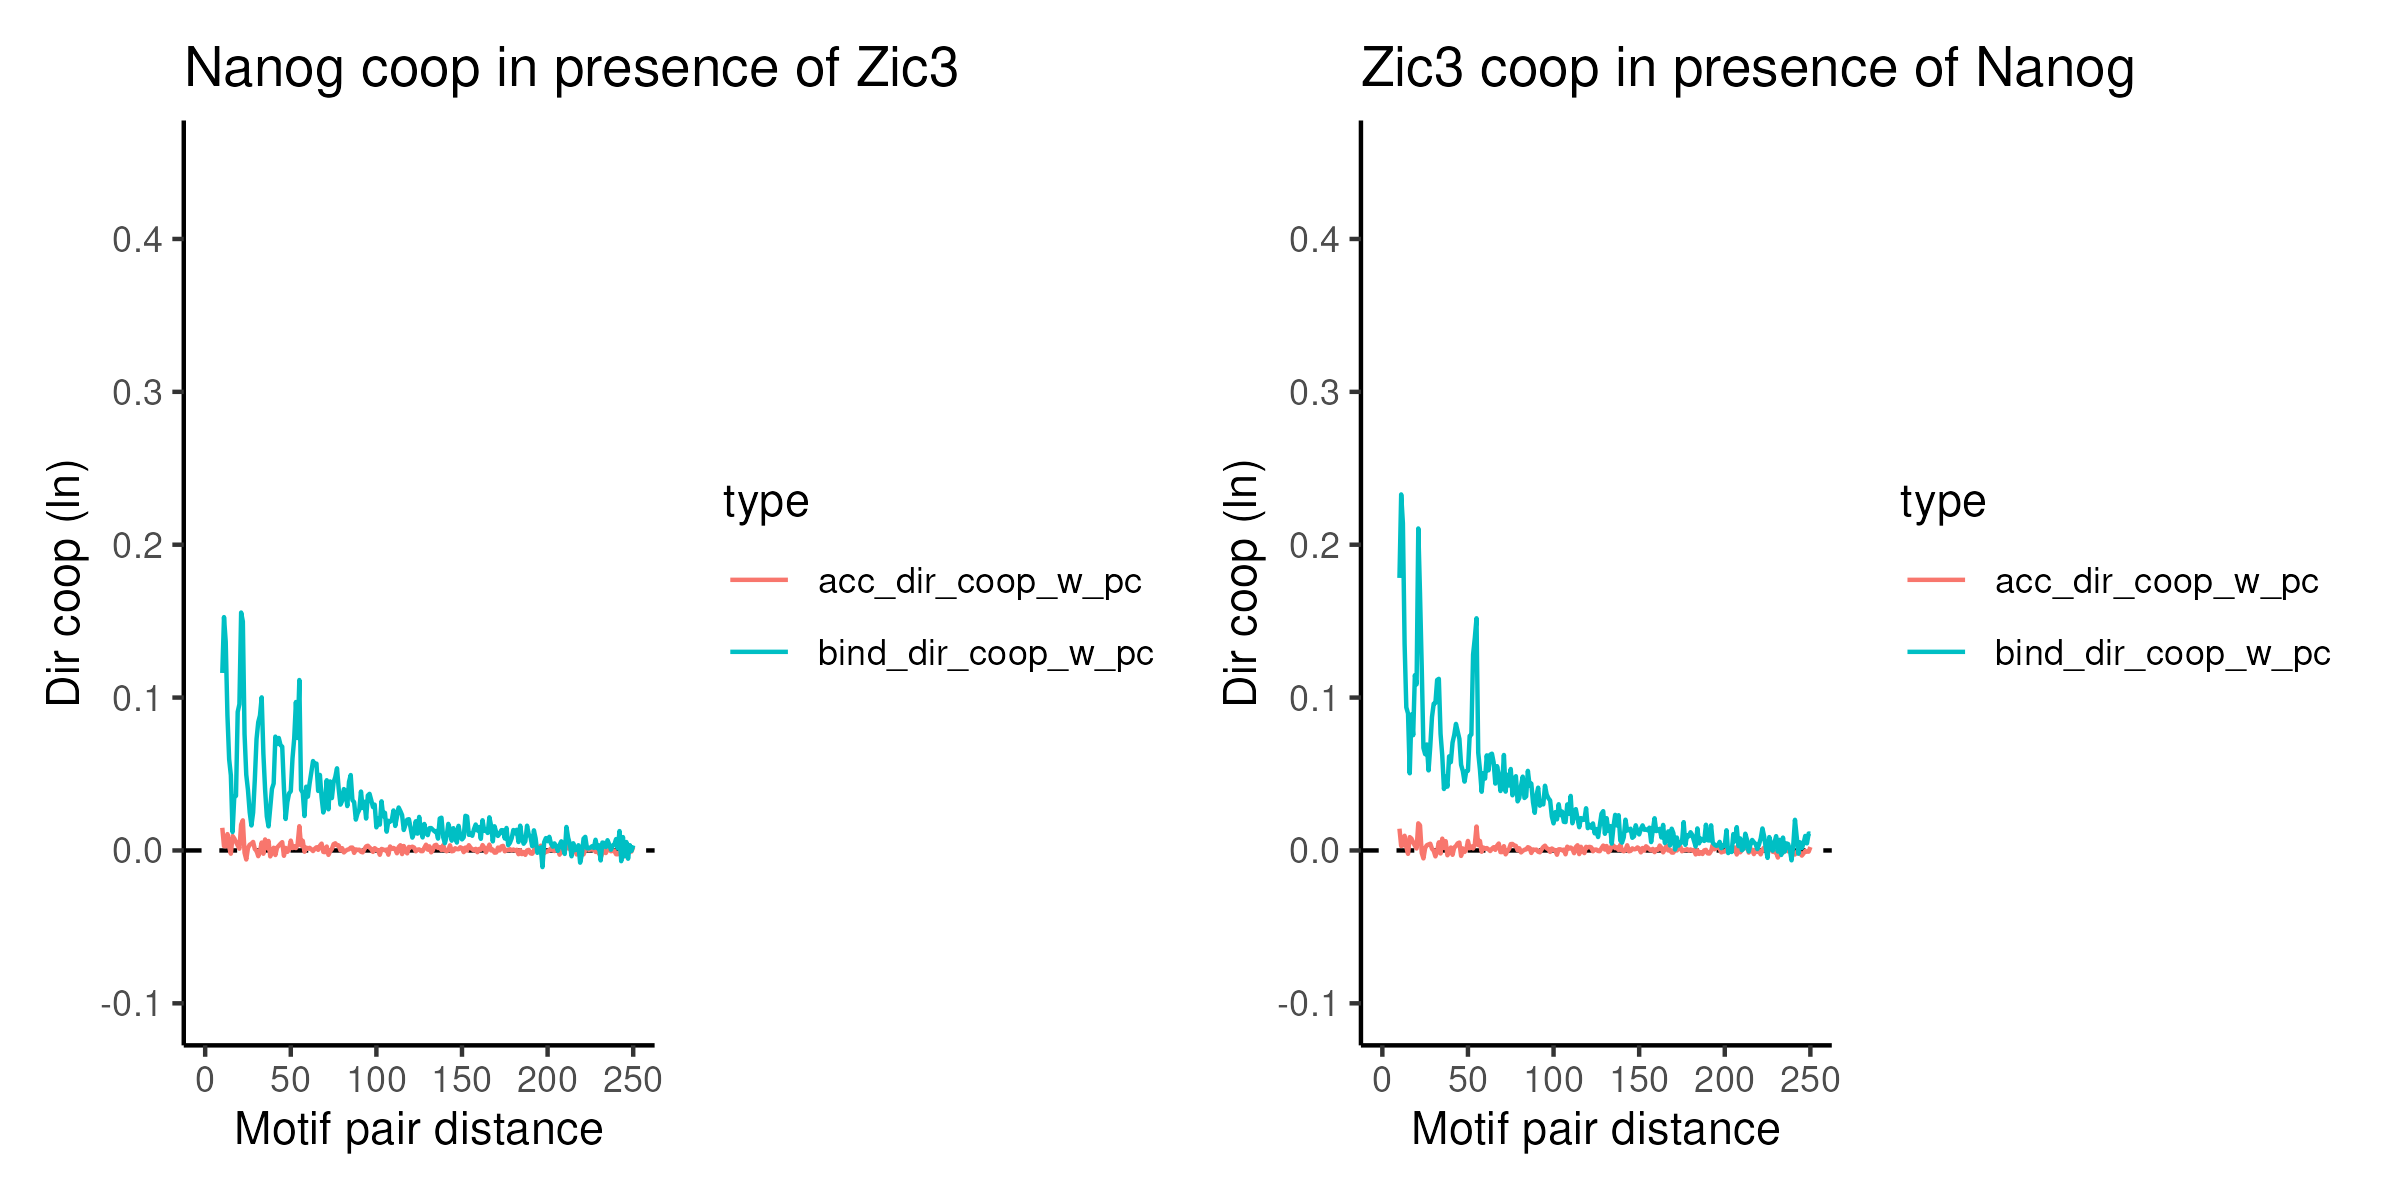 Nanog coop in presence of Zic3
Dir coop (ln)
0.4
0.3
0.2
0.1
0.0
-0.1
0 50 100 150 200 250
Motif pair distance
type
acc_dir_coop_w_pc
bind_dir_coop_w_pc
Zic3 coop in presence of Nanog
Dir coop (ln)
0.4
0.3
0.2
0.1
0.0
-0.1
0 50 100 150 200 250
Motif pair distance
type
acc_dir_coop_w_pc
bind_dir_coop_w_pc